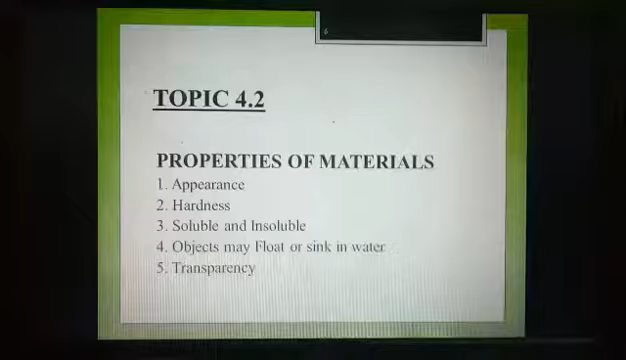 6
TOPIC 4.2
PROPERTIES OF MATERIALS
1. Appearance
2. Hardness
3. Soluble and Insoluble
4. Objects may Float or sink in water
5. Transparency